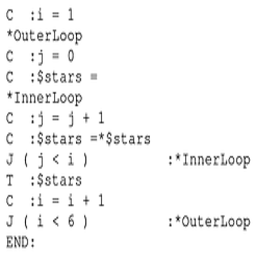 C  :i = 1
*OuterLoop
C  :j = 0
C  :$stars =
*InnerLoop
C  :j = j + 1
C  :$stars =*$stars
J ( j < i )          :*InnerLoop
T  :$stars
C  :i = i + 1
J ( i < 6 )          :*OuterLoop
END: